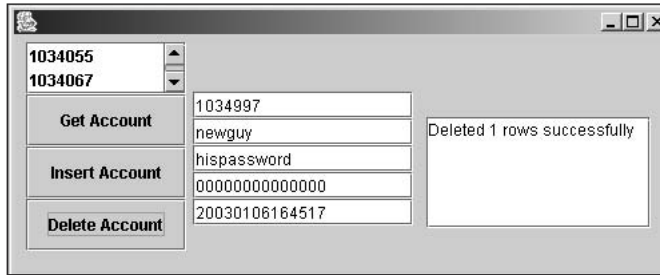 1034055
1034067
Get Account
Insert Account
Delete Account
1034997
newguy
hispassword
00000000000000
20030106164517
Deleted 1 rows successfully